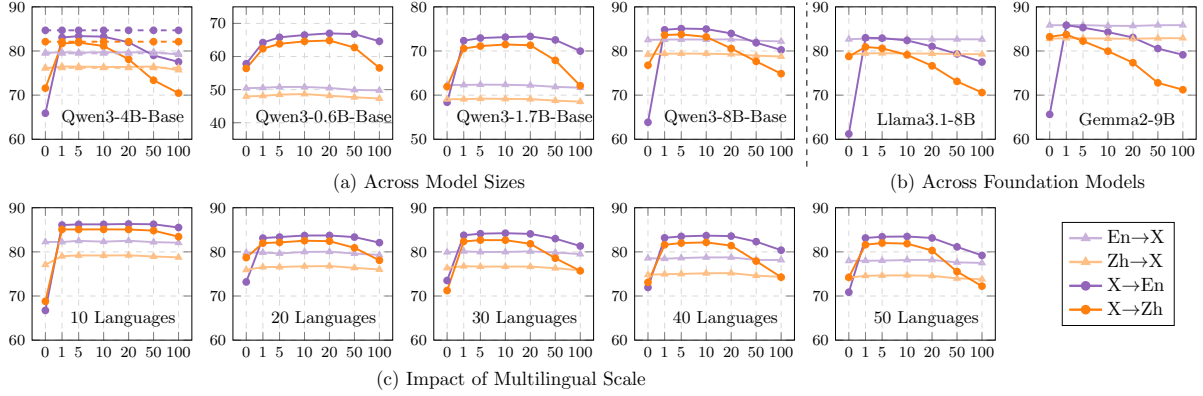 90
80
70
60
0 1 5 10 20 50 100
Qwen3-4B-Base
70
60
50
40
0 1 5 10 20 50 100
Qwen3-0.6B-Base
80
70
60
50
0 1 5 10 20 50 100
Qwen3-1.7B-Base
90
80
70
60
0 1 5 10 20 50 100
Qwen3-8B-Base
90
80
70
60
0 1 5 10 20 50 100
Llama3.1-8B
90
80
70
60
0 1 5 10 20 50 100
Gemma2-9B
(a) Across Model Sizes
(b) Across Foundation Models
90
80
70
60
0 1 5 10 20 50 100
10 Languages
90
80
70
60
0 1 5 10 20 50 100
20 Languages
90
80
70
60
0 1 5 10 20 50 100
30 Languages
90
80
70
60
0 1 5 10 20 50 100
40 Languages
90
80
70
60
0 1 5 10 20 50 100
50 Languages
En→X
Zh→X
X→En
X→Zh
(c) Impact of Multilingual Scale